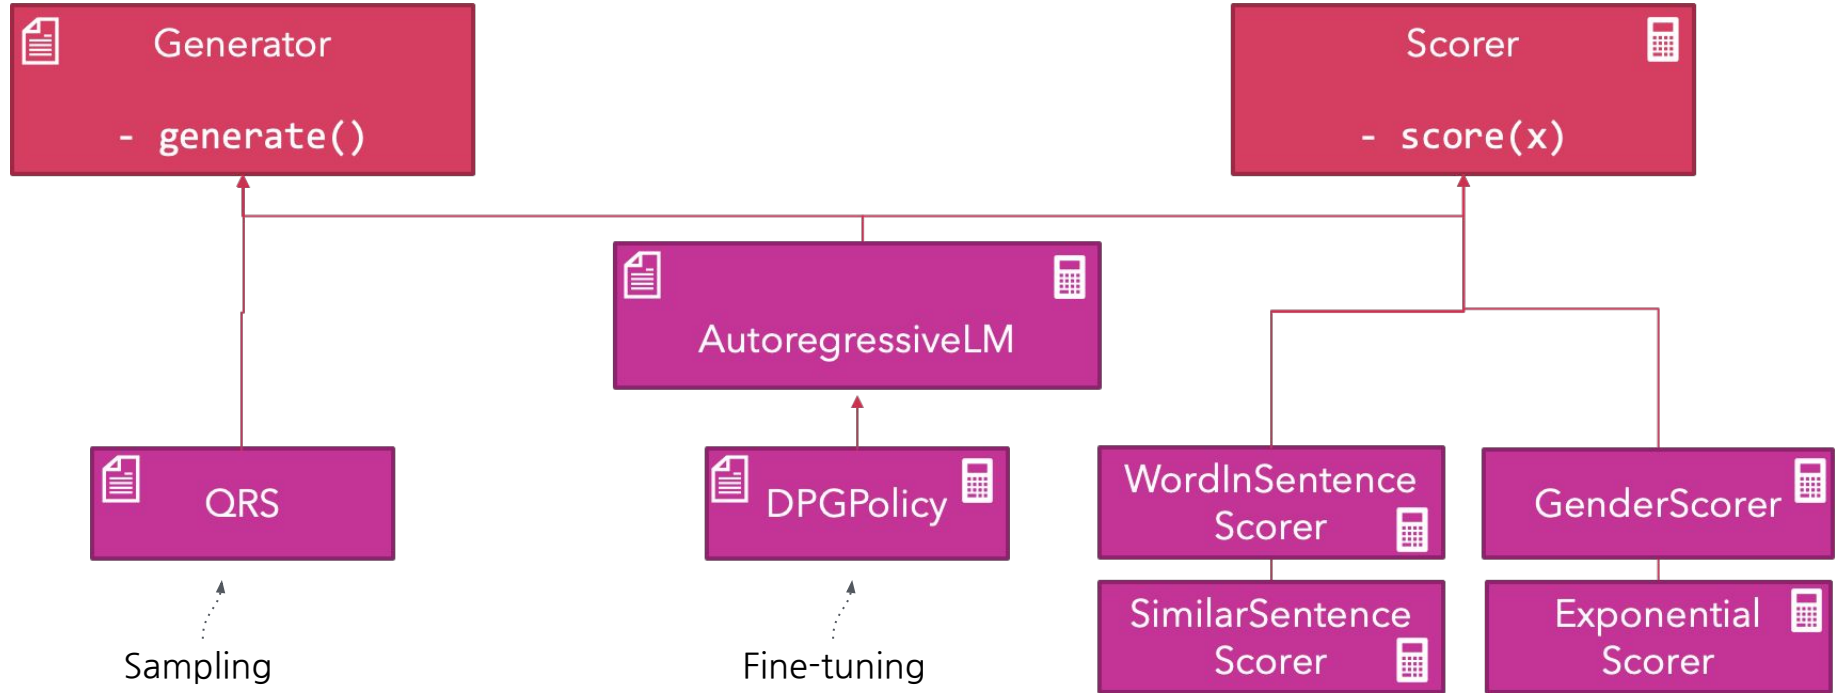 Generator
- generate()
Scorer
- score(x)
AutoregressiveLM
QRS
DPGPolicy
WordInSentence
Scorer
GenderScorer
SimilarSentence
Scorer
Exponential
Scorer
Sampling
Fine-tuning